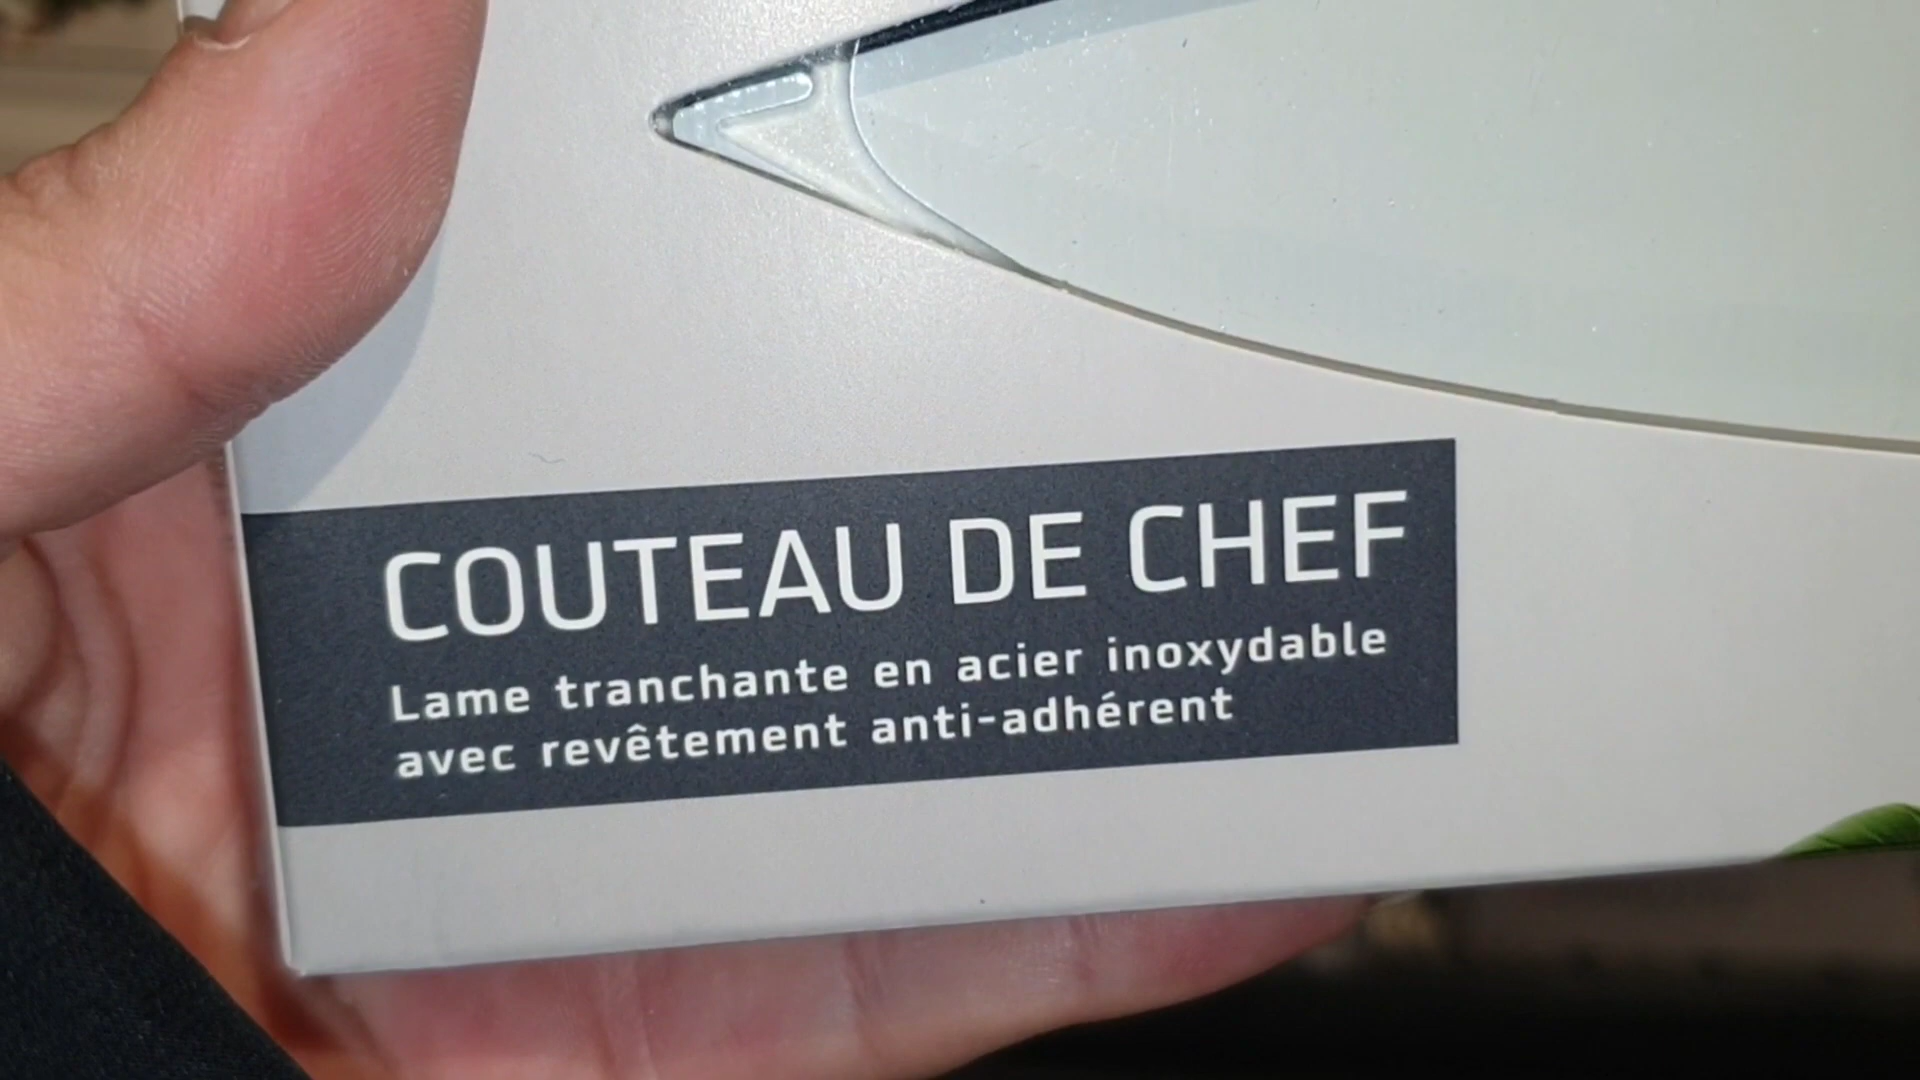 COUTEAU DE CHEF
Lame tranchante en acier inoxydable
avec revêtement anti-adhérent